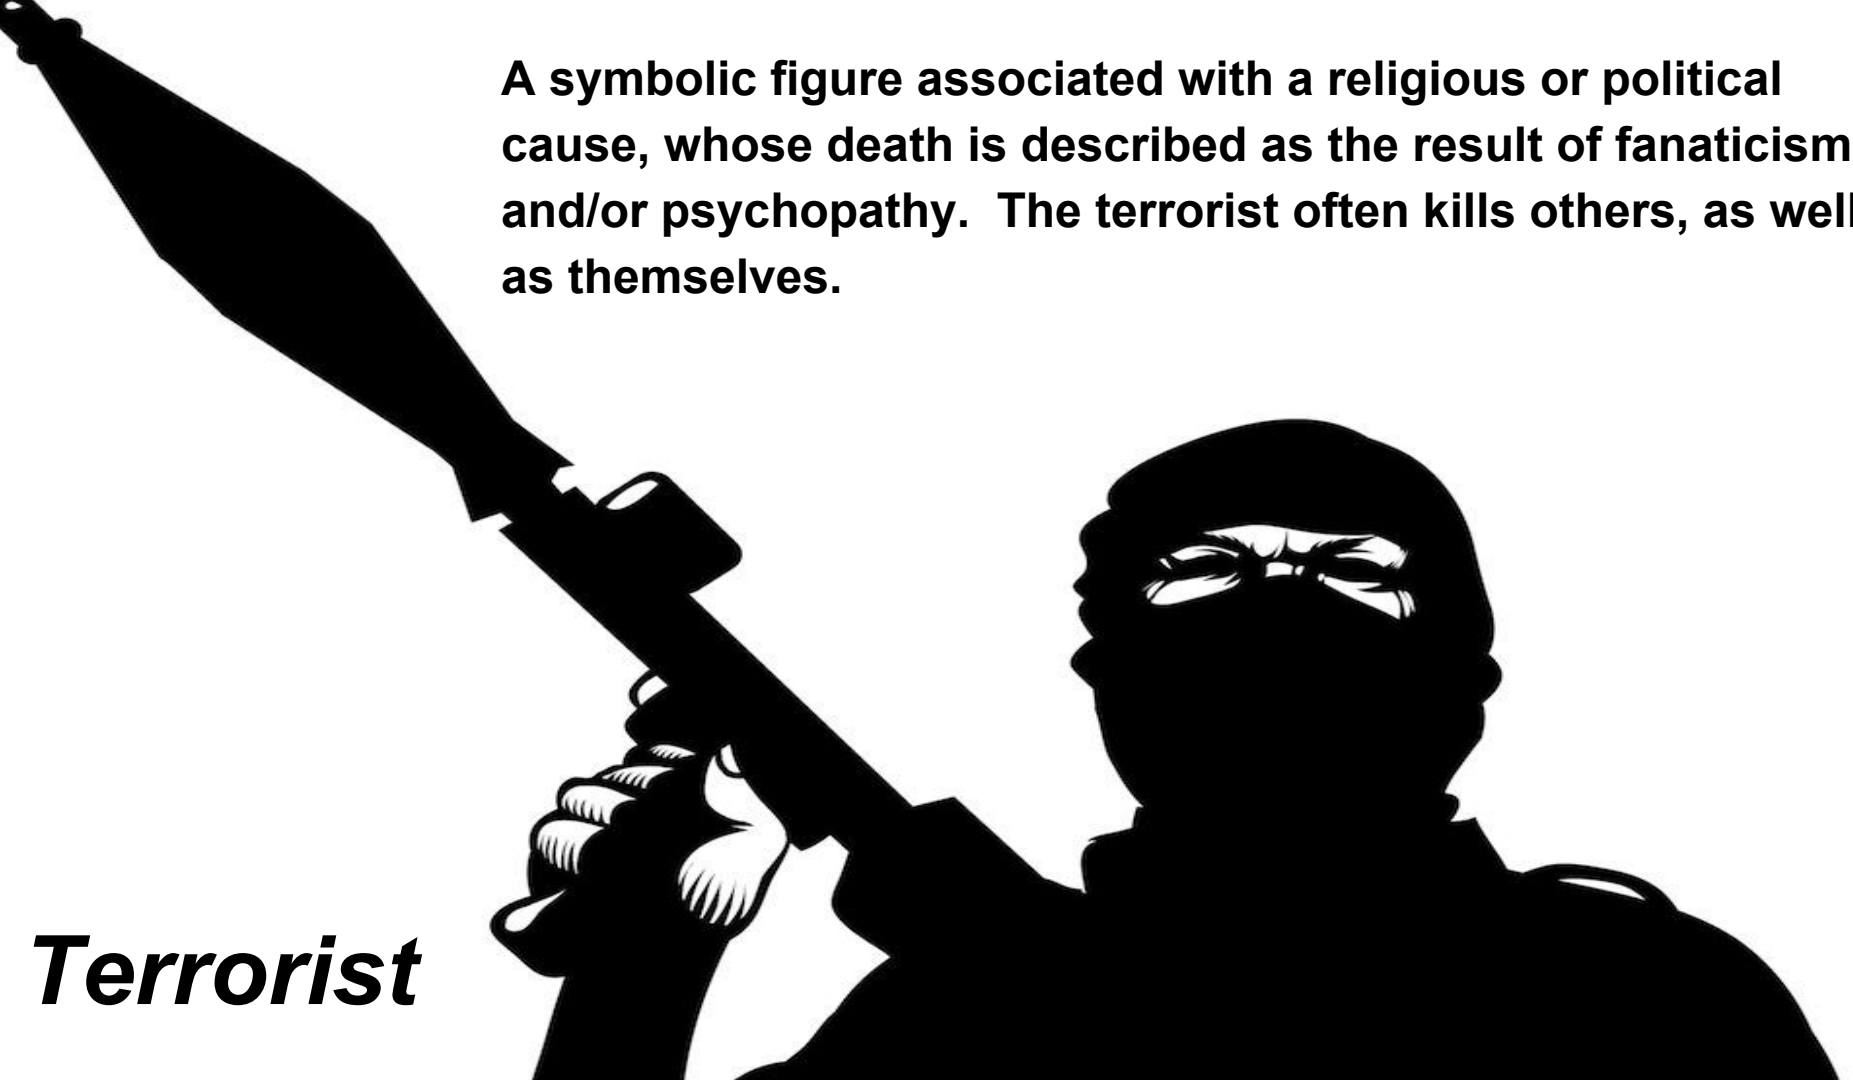 A symbolic figure associated with a religious or political
cause, whose death is described as the result of fanaticism
and/or psychopathy.  The terrorist often kills others, as well
as themselves.
Terrorist